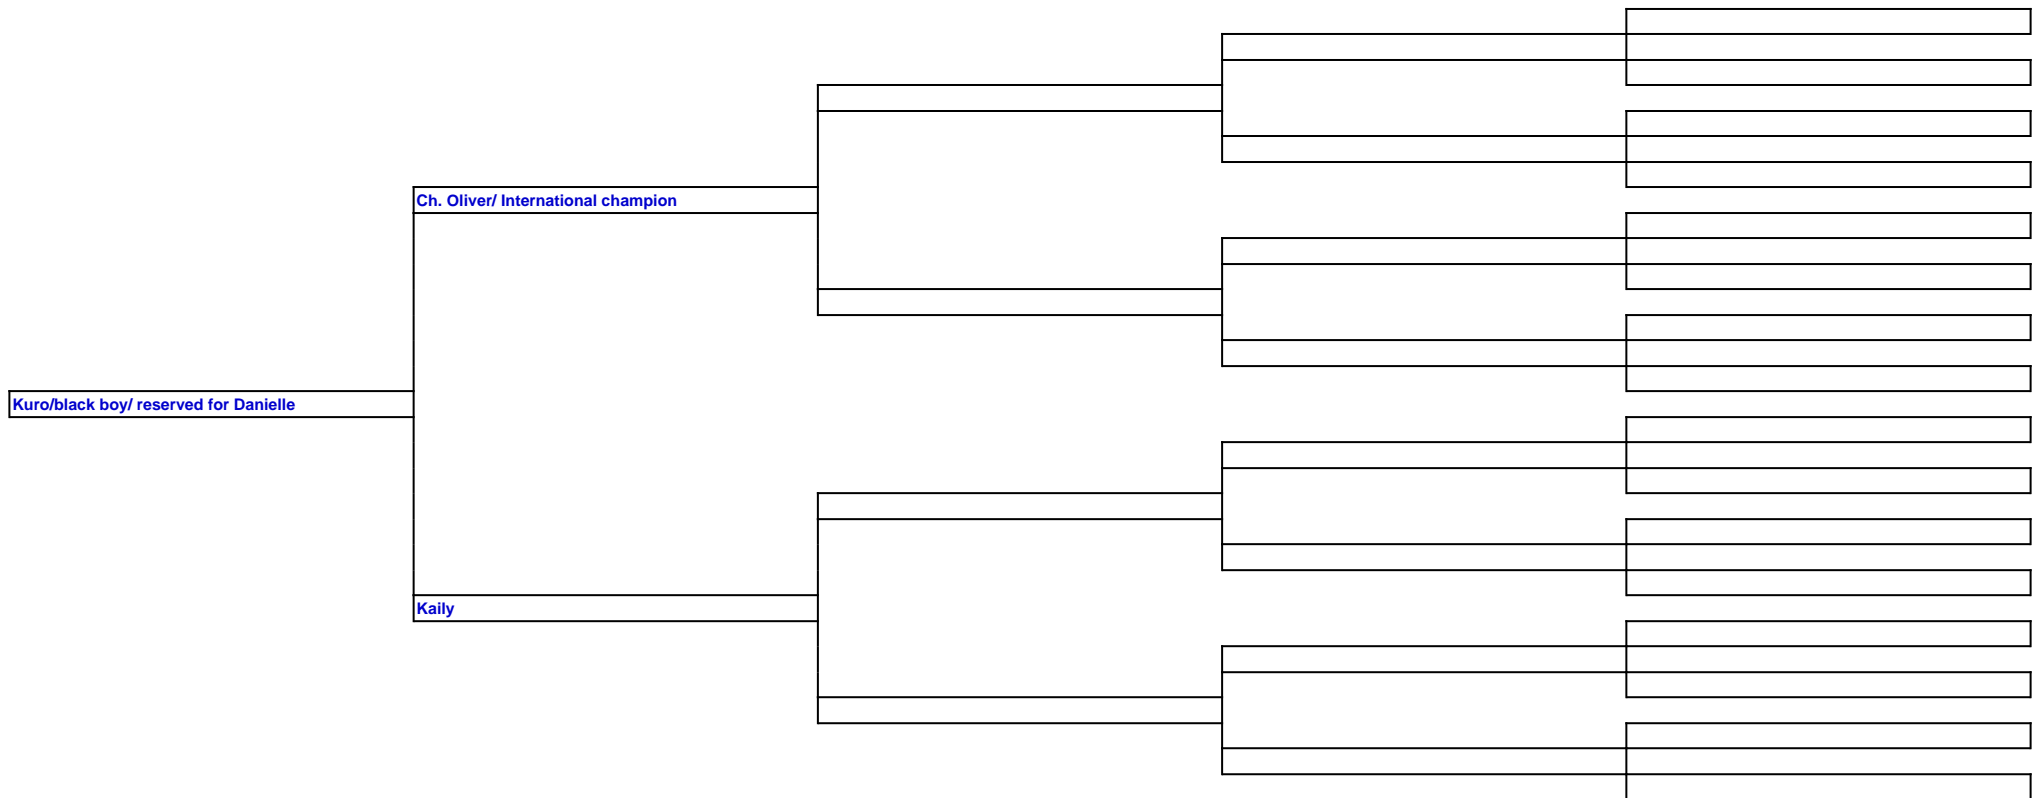 Ch. Oliver/ International champion
Kuro/black boy/ reserved for Danielle
Kaily